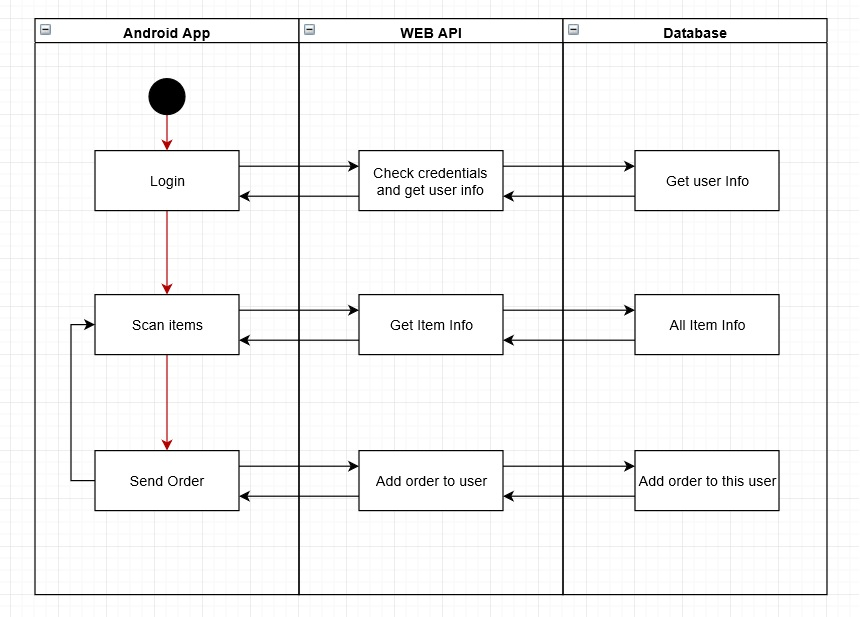 Android App
WEB API
Database
Login
Check credentials
and get user info
Get user Info
Scan items
Get Item Info
All Item Info
Send Order
Add order to user
Add order to this user